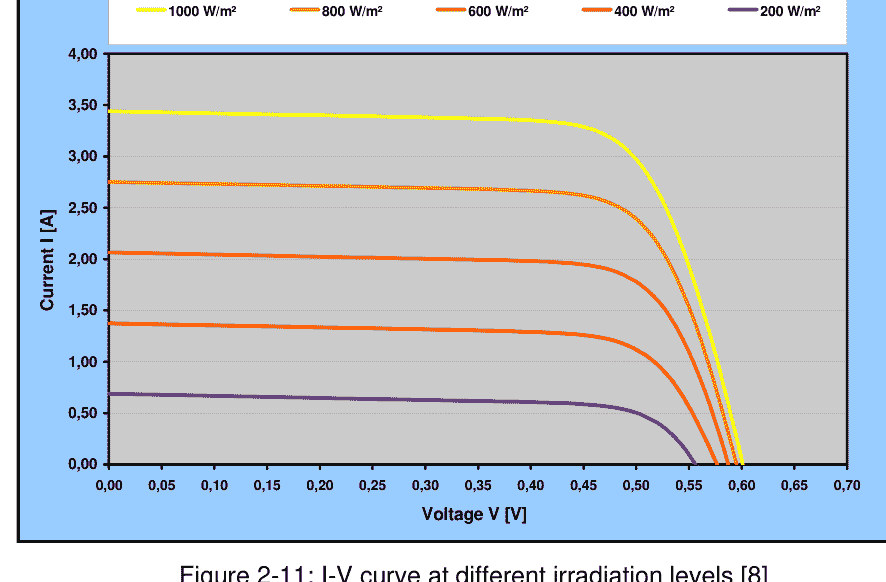 1000 W/m² 800 W/m² 600 W/m² 400 W/m² 200 W/m²
4,00
3,50
3,00
2,50
2,00
1,50
1,00
0,50
0,00
Current I [A]
0,00 0,05 0,10 0,15 0,20 0,25 0,30 0,35 0,40 0,45 0,50 0,55 0,60 0,65 0,70
Voltage V [V]
Figure 2-11: I-V curve at different irradiation levels [8]